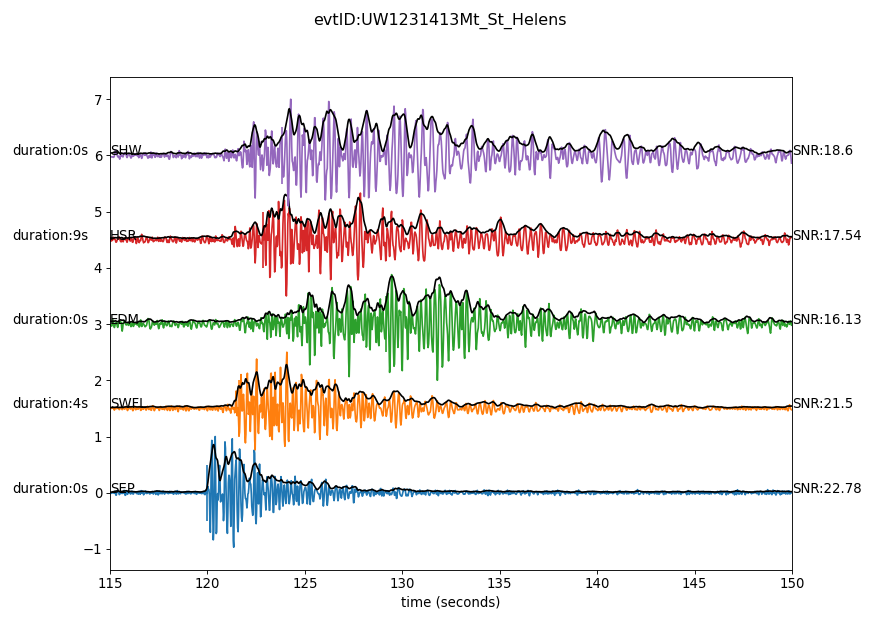 evtID:UW1231413Mt_St_Helens
7
duration:0s SHW SNR:18.6
6
5
duration:9s HSR SNR:17.54
4
duration:0s EDM SNR:16.13
3
2
duration:4s SWFL SNR:21.5
1
duration:0s SEP SNR:22.78
0
−1
115 120 125 130 135 140 145 150
time (seconds)